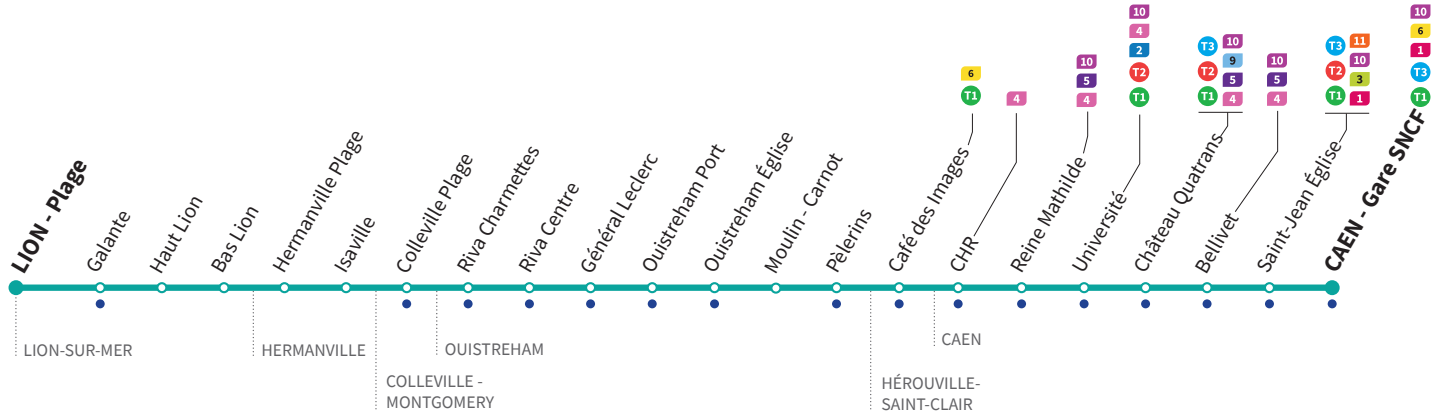 10
4
2
T2
T1
10
6
1
T3
T1
T3
T2
T1
10
9
5
4
T3
T2
T1
11
10
3
1
10
5
4
10
5
4
6
T1
4
LION - Plage
Galante
Haut Lion
Bas Lion
Hermanville Plage
Isaville
Colleville Plage
Riva Charmettes
Riva Centre
Général Leclerc
Ouistreham Port
Ouistreham Église
Moulin - Carnot
Pèlerins
Café des Images
CHR
Reine Mathilde
Université
Château Quatrans
Bellivet
Saint-Jean Église
CAEN - Gare SNCF
LION-SUR-MER
HERMANVILLE
COLLEVILLE -
MONTGOMERY
OUISTREHAM
HÉROUVILLE-
SAINT-CLAIR
CAEN